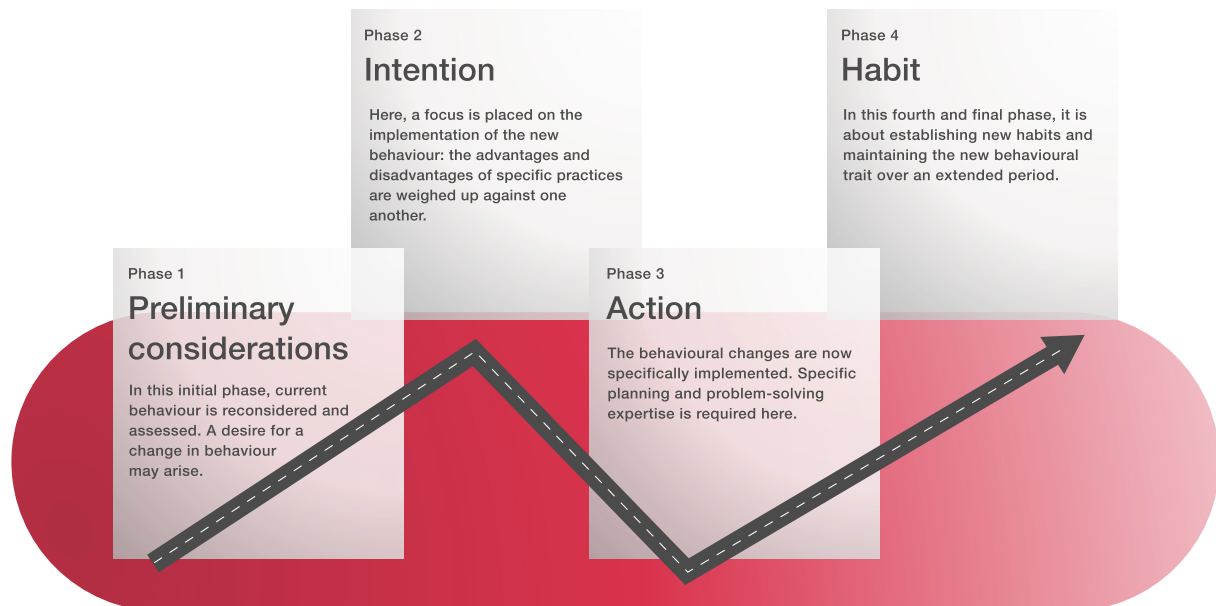 Phase 1
Preliminary
considerations
In this initial phase, current
behaviour is reconsidered and
assessed. A desire for a
change in behaviour
may arise.
Phase 2
Intention
Here, a focus is placed on the
implementation of the new
behaviour: the advantages and
disadvantages of specific practices
are weighed up against one
another.
Phase 3
Action
The behavioural changes are now
specifically implemented. Specific
planning and problem-solving
expertise is required here.
Phase 4
Habit
In this fourth and final phase, it is
about establishing new habits and
maintaining the new behavioural
trait over an extended period.